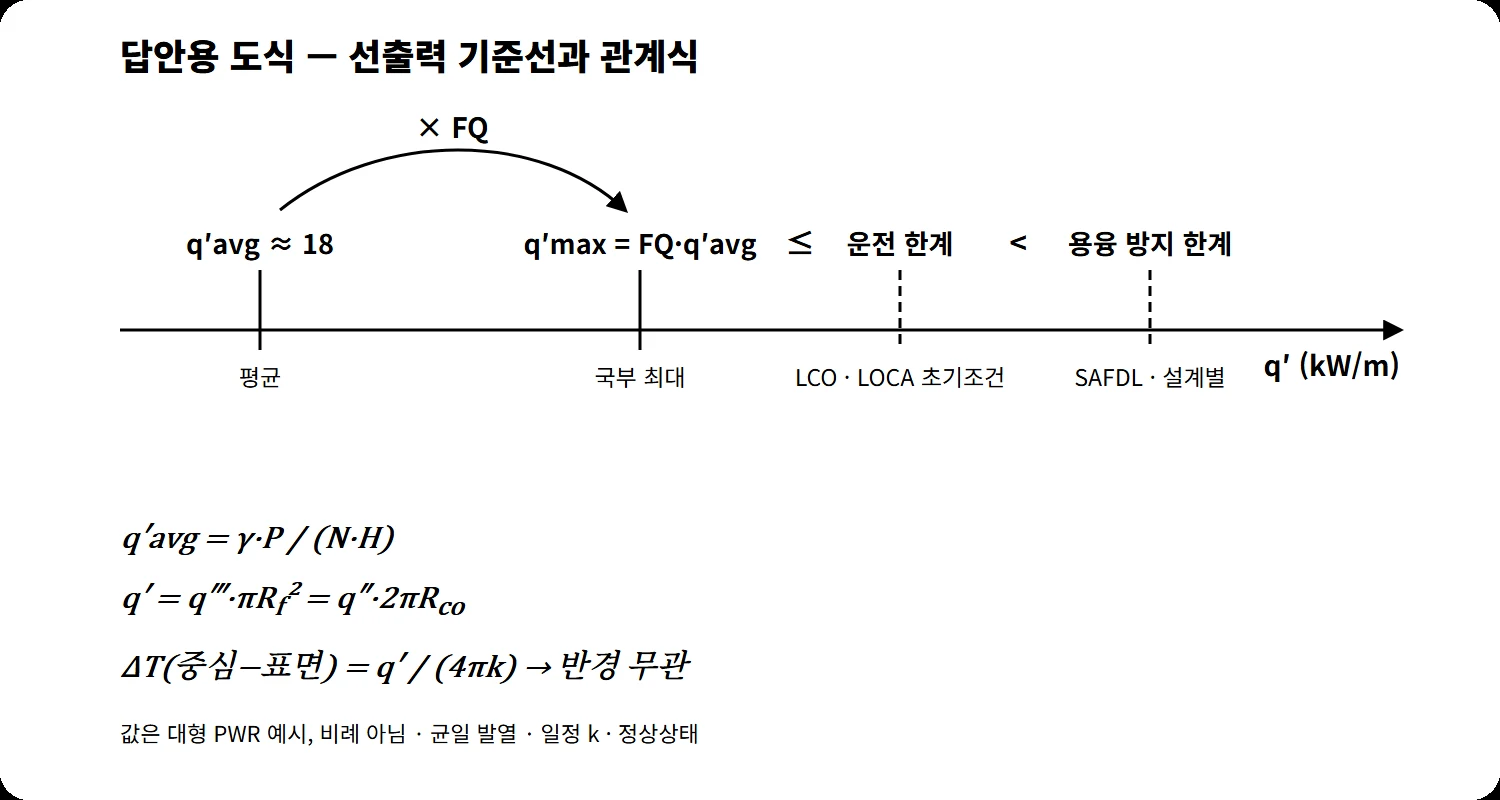 답안용 도식 — 선출력 기준선과 관계식
× FQ
q′avg ≈ 18 q′max = FQ·q′avg ≤ 운전 한계 < 용융 방지 한계
평균 국부 최대 LCO · LOCA 초기조건 SAFDL · 설계별 q′ (kW/m)
q′avg = γ·P / (N·H)
q′ = q‴·πR_f² = q″·2πR_co
ΔT(중심−표면) = q′ / (4πk) → 반경 무관
값은 대형 PWR 예시, 비례 아님 · 균일 발열 · 일정 k · 정상상태